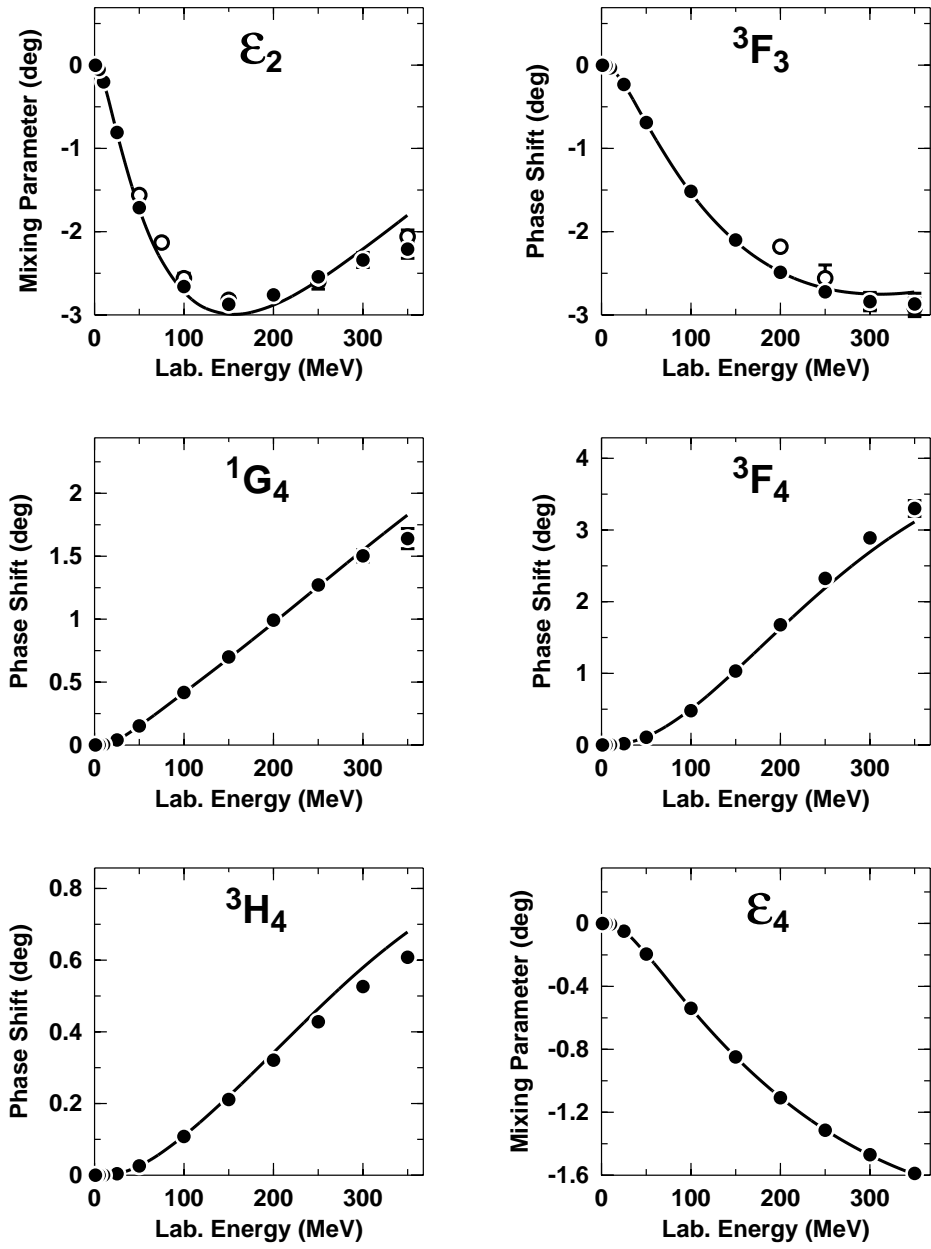 ε2
Mixing Parameter (deg)
0
-1
-2
-3
0 100 200 300
Lab. Energy (MeV)
3F3
Phase Shift (deg)
0
-1
-2
-3
0 100 200 300
Lab. Energy (MeV)
1G4
Phase Shift (deg)
2
1.5
1
0.5
0
0 100 200 300
Lab. Energy (MeV)
3F4
Phase Shift (deg)
4
3
2
1
0
0 100 200 300
Lab. Energy (MeV)
3H4
Phase Shift (deg)
0.8
0.6
0.4
0.2
0
0 100 200 300
Lab. Energy (MeV)
ε4
Mixing Parameter (deg)
0
-0.4
-0.8
-1.2
-1.6
0 100 200 300
Lab. Energy (MeV)